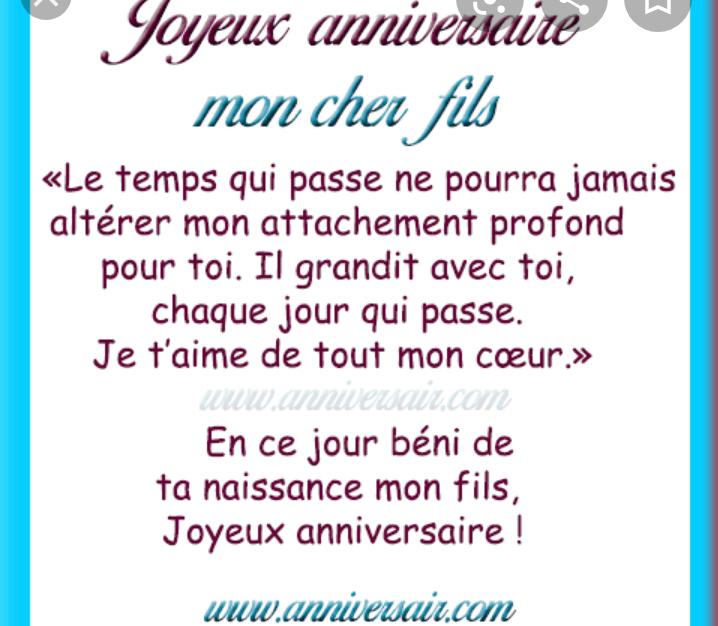 Joyeux anniversaire
mon cher fils
«Le temps qui passe ne pourra jamais
altérer mon attachement profond
pour toi. Il grandit avec toi,
chaque jour qui passe.
Je t'aime de tout mon cœur.»
www.anniversair.com
En ce jour béni de
ta naissance mon fils,
Joyeux anniversaire !
www.anniversair.com